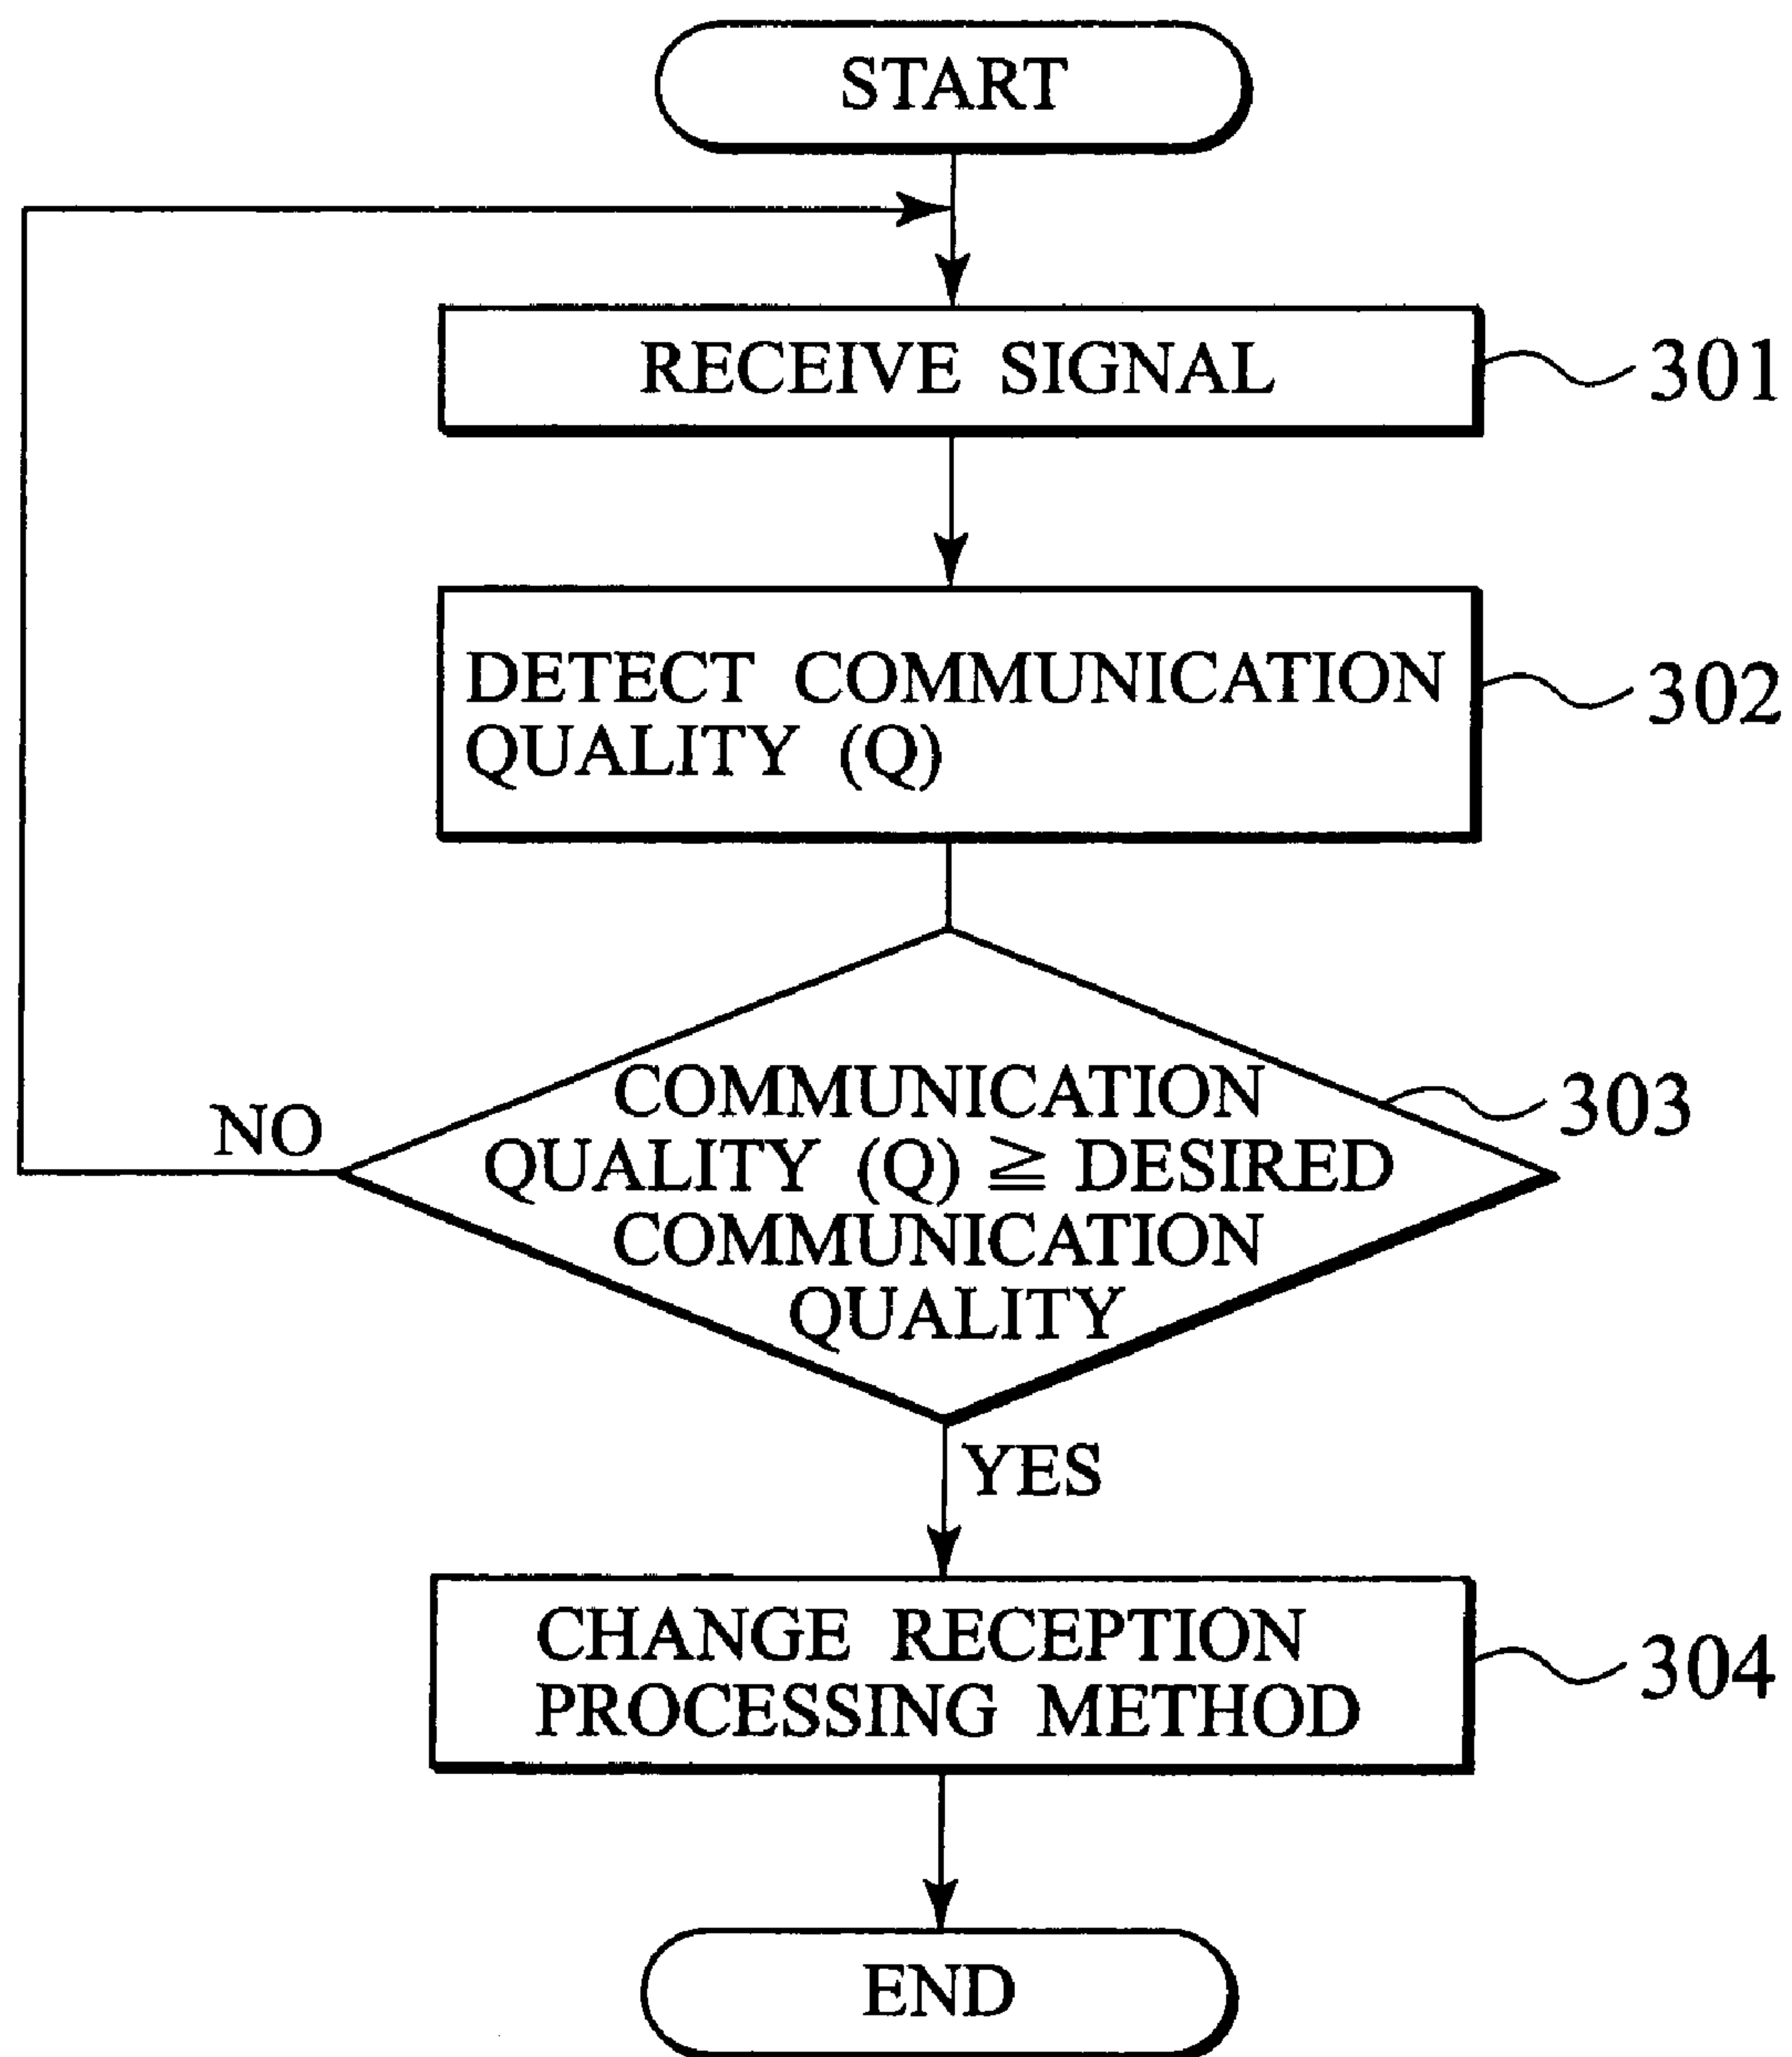 START
RECEIVE SIGNAL
301
DETECT COMMUNICATION
QUALITY (Q)
302
COMMUNICATION
QUALITY (Q) ≧ DESIRED
COMMUNICATION
QUALITY
303
NO
YES
CHANGE RECEPTION
PROCESSING METHOD
304
END